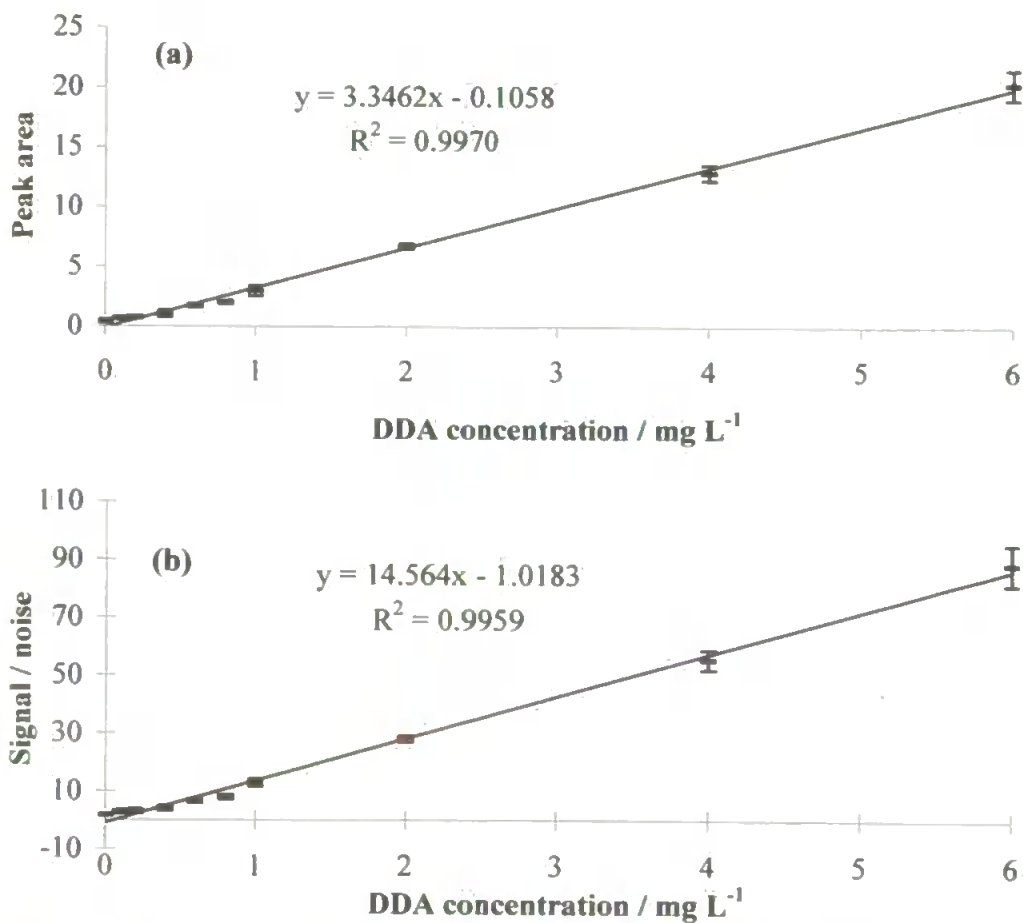 25
20
15
10
5
0
(a)
y = 3.3462x - 0.1058
R² = 0.9970
Peak area
0 1 2 3 4 5 6
DDA concentration / mg L⁻¹
110
90
70
50
30
10
-10
(b)
y = 14.564x - 1.0183
R² = 0.9959
Signal / noise
0 1 2 3 4 5 6
DDA concentration / mg L⁻¹